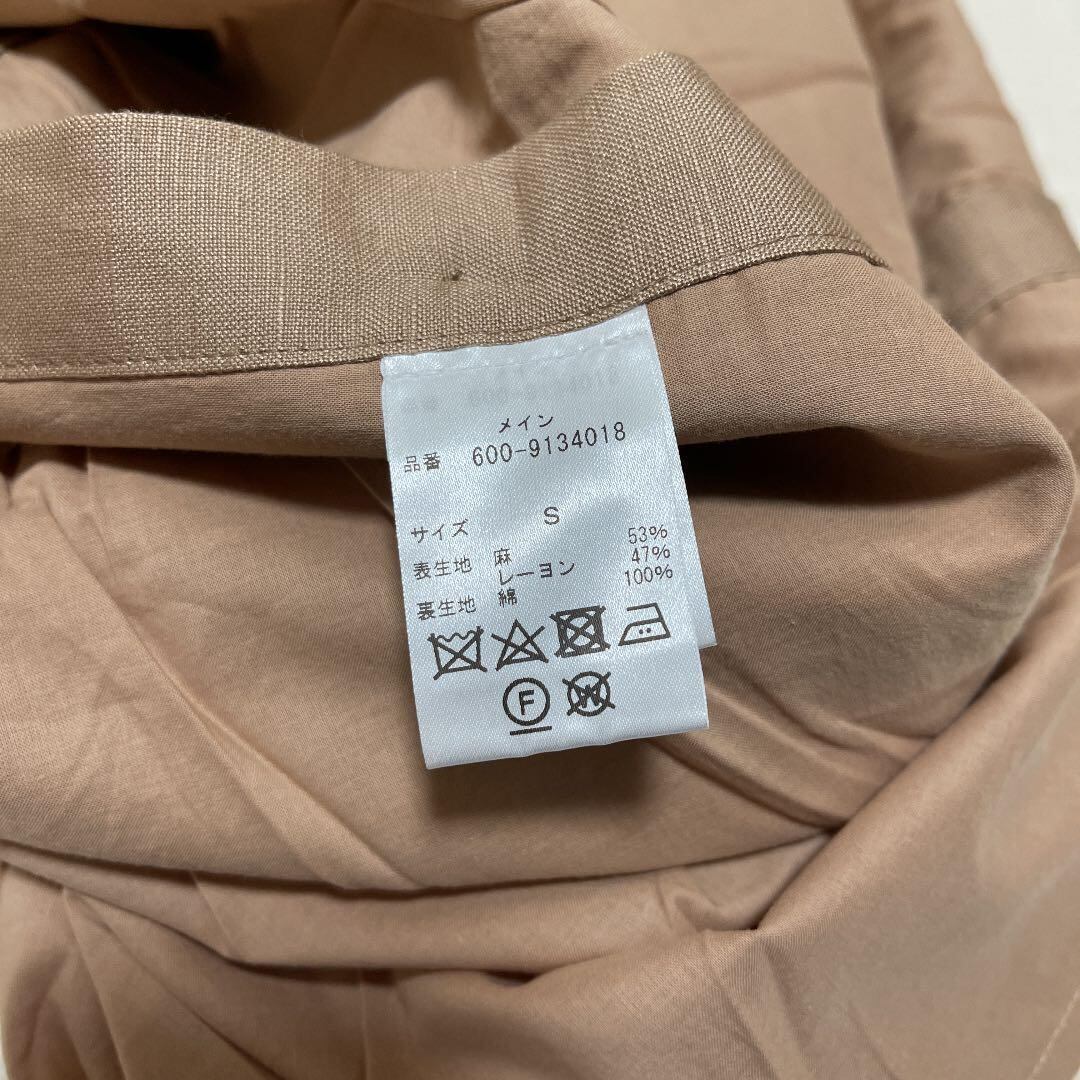 メイン
品番 600-9134018
サイズ S
表生地 麻 53%
レーヨン 47%
裏生地 綿 100%
F W